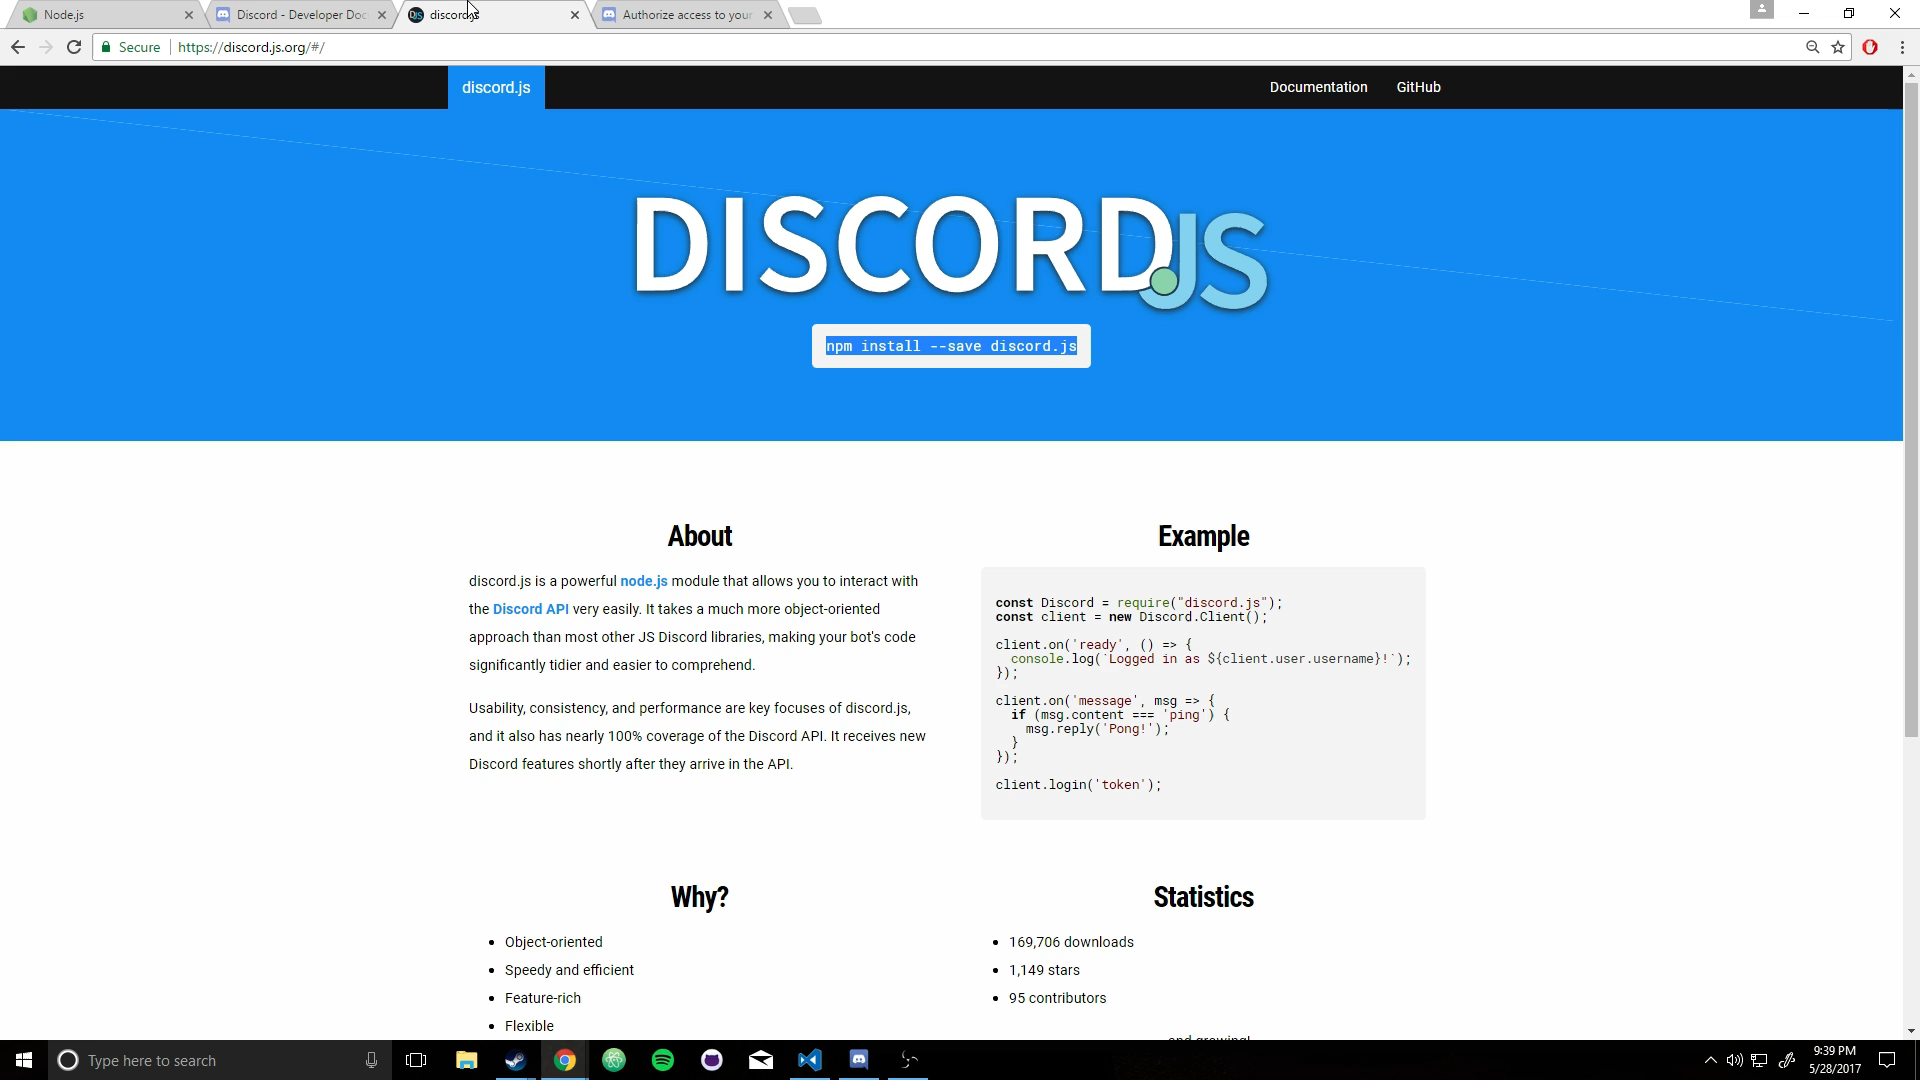 Node.js
Discord - Developer Doc
discord.js
Authorize access to your
Secure
https://discord.js.org/#/
discord.js
Documentation
GitHub
DISCORD.JS
npm install --save discord.js
About
discord.js is a powerful node.js module that allows you to interact with
the Discord API very easily. It takes a much more object-oriented
approach than most other JS Discord libraries, making your bot's code
significantly tidier and easier to comprehend.
Usability, consistency, and performance are key focuses of discord.js,
and it also has nearly 100% coverage of the Discord API. It receives new
Discord features shortly after they arrive in the API.
Example
const Discord = require("discord.js");
const client = new Discord.Client();
client.on('ready', () => {
  console.log(`Logged in as ${client.user.username}!`);
});
client.on('message', msg => {
  if (msg.content === 'ping') {
    msg.reply('Pong!');
  }
});
client.login('token');
Why?
• Object-oriented
• Speedy and efficient
• Feature-rich
• Flexible
Statistics
• 169,706 downloads
• 1,149 stars
• 95 contributors
Type here to search
9:39 PM
5/28/2017